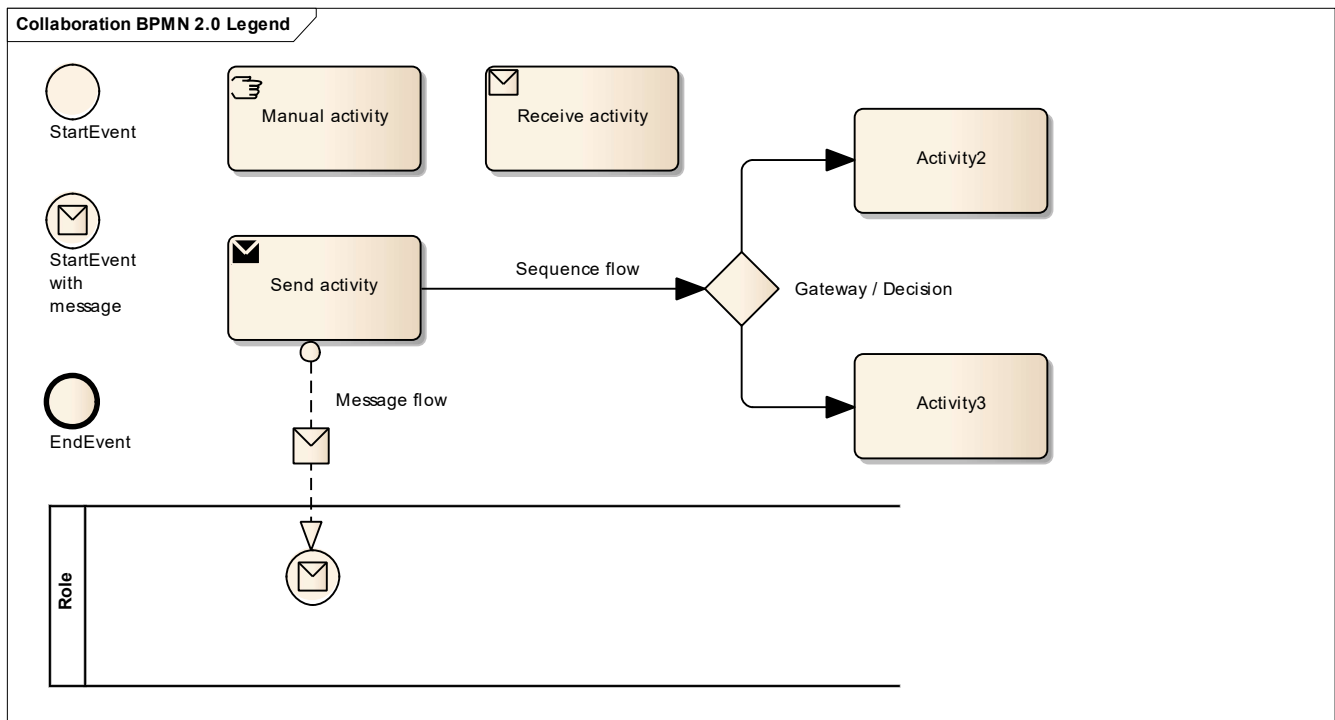 Collaboration BPMN 2.0 Legend
StartEvent
Manual activity
Receive activity
Activity2
StartEvent
with
message
Send activity
Sequence flow
Gateway / Decision
Message flow
Activity3
EndEvent
Role